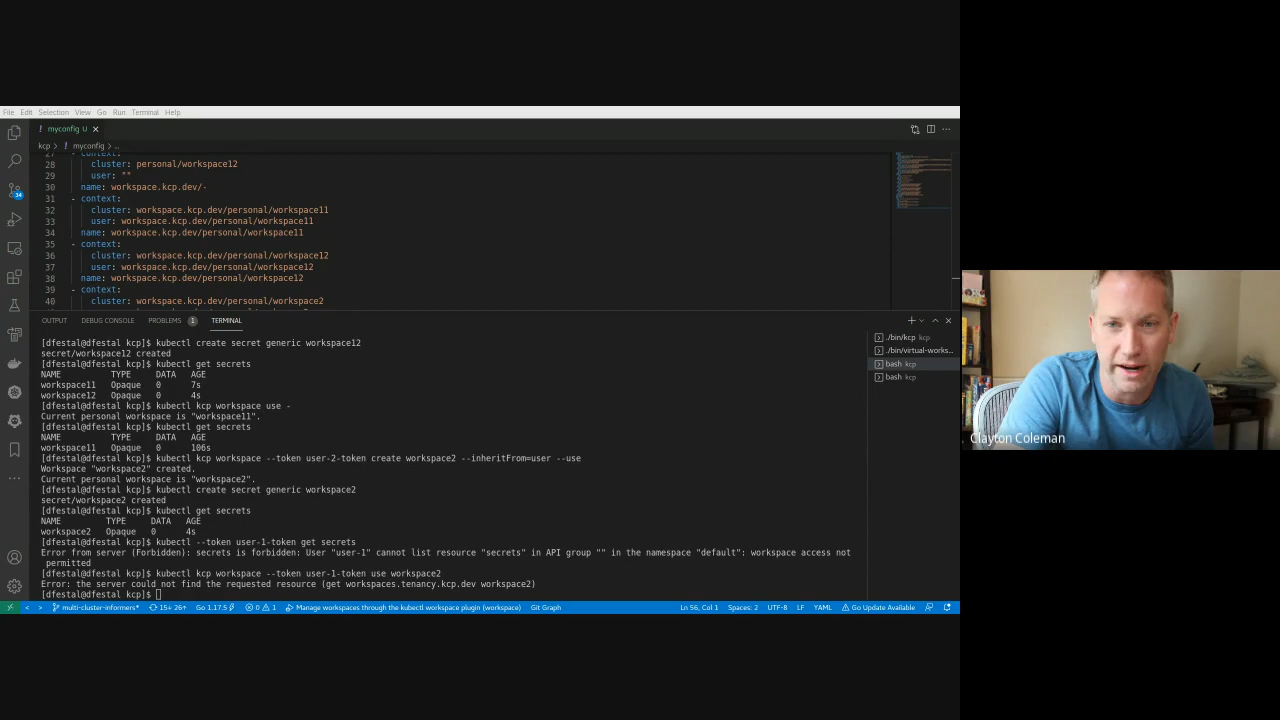 File Edit Selection View Go Run Terminal Help
! myconfig U ×
kcp > ! myconfig > ...
27 - context:
28 cluster: personal/workspace12
29 user: ""
30 name: workspace.kcp.dev/-
31 - context:
32 cluster: workspace.kcp.dev/personal/workspace11
33 user: workspace.kcp.dev/personal/workspace11
34 name: workspace.kcp.dev/personal/workspace11
35 - context:
36 cluster: workspace.kcp.dev/personal/workspace12
37 user: workspace.kcp.dev/personal/workspace12
38 name: workspace.kcp.dev/personal/workspace12
39 - context:
40 cluster: workspace.kcp.dev/personal/workspace2
34
OUTPUT DEBUG CONSOLE PROBLEMS 1 TERMINAL
[dfestal@dfestal kcp]$ kubectl create secret generic workspace12
secret/workspace12 created
[dfestal@dfestal kcp]$ kubectl get secrets
NAME TYPE DATA AGE
workspace11 Opaque 0 7s
workspace12 Opaque 0 4s
[dfestal@dfestal kcp]$ kubectl kcp workspace use -
Current personal workspace is "workspace11".
[dfestal@dfestal kcp]$ kubectl get secrets
NAME TYPE DATA AGE
workspace11 Opaque 0 106s
[dfestal@dfestal kcp]$ kubectl kcp workspace --token user-2-token create workspace2 --inheritFrom=user --use
Workspace "workspace2" created.
Current personal workspace is "workspace2".
[dfestal@dfestal kcp]$ kubectl create secret generic workspace2
secret/workspace2 created
[dfestal@dfestal kcp]$ kubectl get secrets
NAME TYPE DATA AGE
workspace2 Opaque 0 4s
[dfestal@dfestal kcp]$ kubectl --token user-1-token get secrets
Error from server (Forbidden): secrets is forbidden: User "user-1" cannot list resource "secrets" in API group "" in the namespace "default": workspace access not
permitted
[dfestal@dfestal kcp]$ kubectl kcp workspace --token user-1-token use workspace2
Error: the server could not find the requested resource (get workspaces.tenancy.kcp.dev workspace2)
[dfestal@dfestal kcp]$
./bin/kcp kcp
./bin/virtual-works...
bash kcp
bash kcp
multi-cluster-informers* 15↓ 26↑ Go 1.17.5 0 1 Manage workspaces through the kubectl workspace plugin (workspace) Git Graph Ln 56, Col 1 Spaces: 2 UTF-8 LF YAML Go Update Available
Clayton Coleman